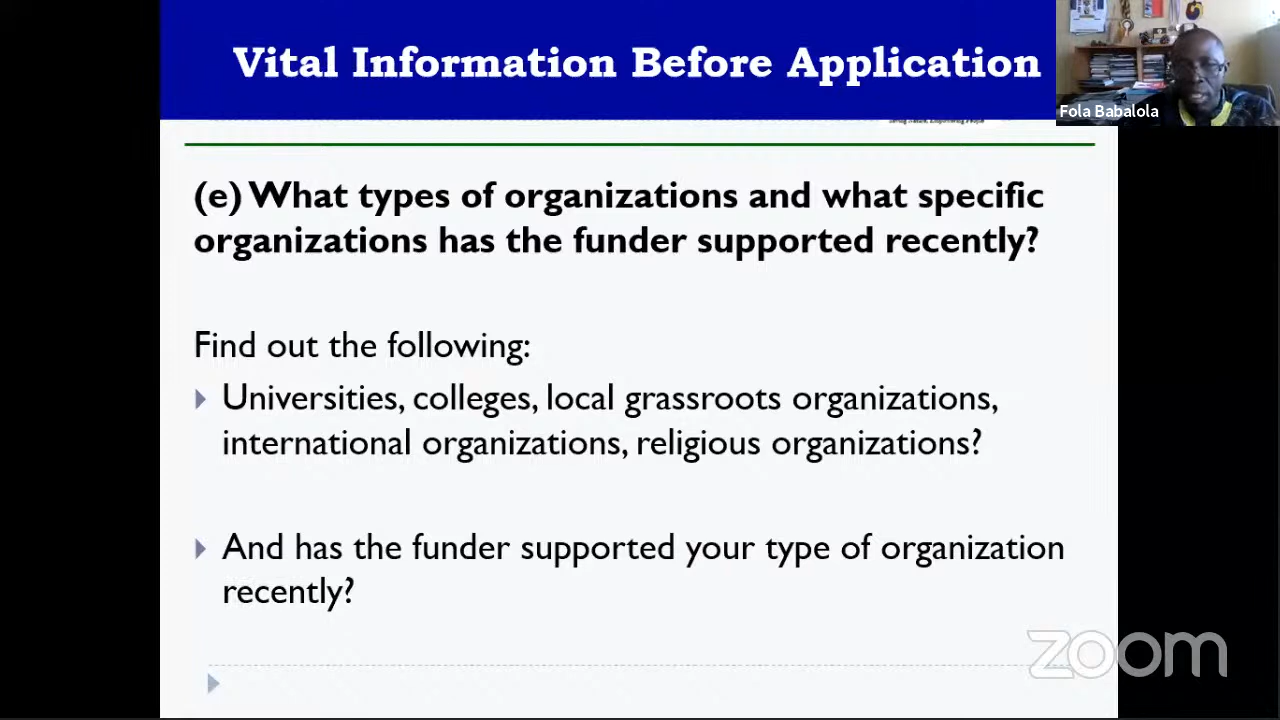 Vital Information Before Application
Fola Babalola
(e) What types of organizations and what specific
organizations has the funder supported recently?
Find out the following:
Universities, colleges, local grassroots organizations,
international organizations, religious organizations?
And has the funder supported your type of organization
recently?
zoom